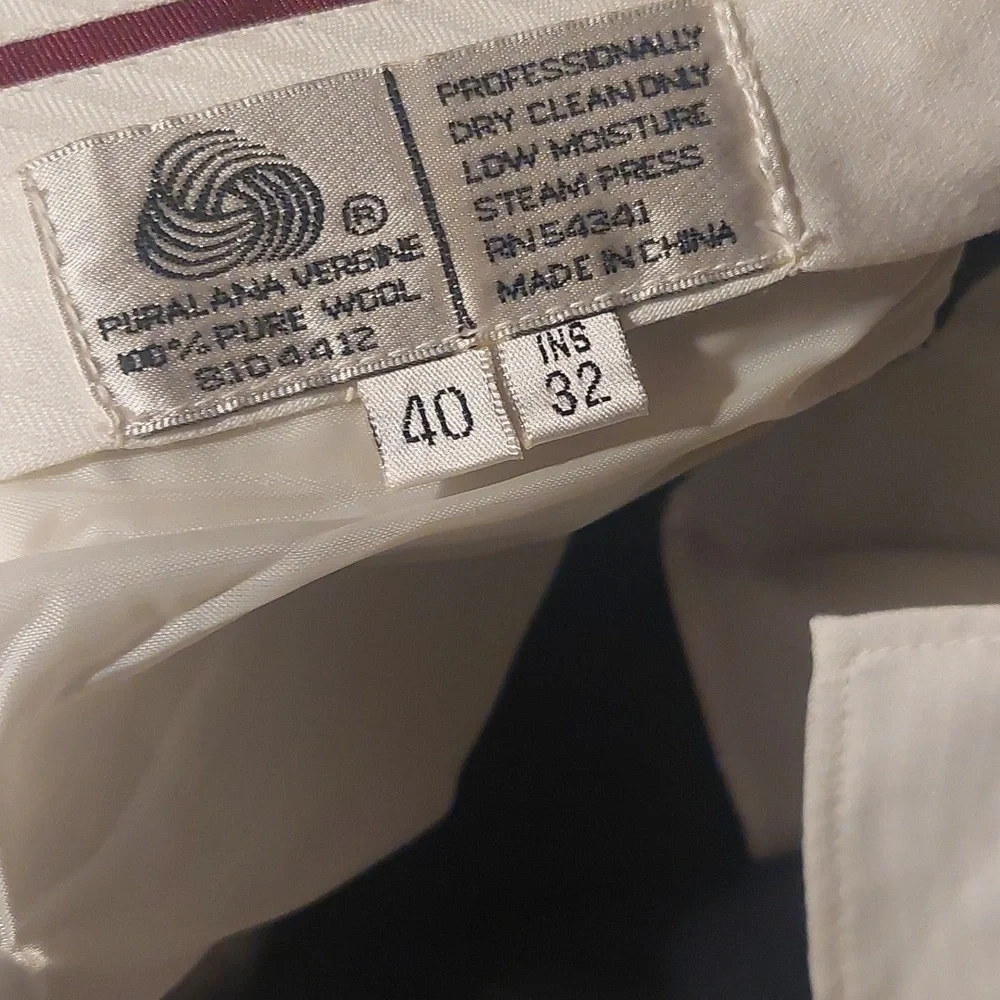 ®
PURALANA VERGINE
100% PURE WOOL
8104412
PROFESSIONALLY
DRY CLEAN ONLY
LOW MOISTURE
STEAM PRESS
RN 54341
MADE IN CHINA
40
INS
32